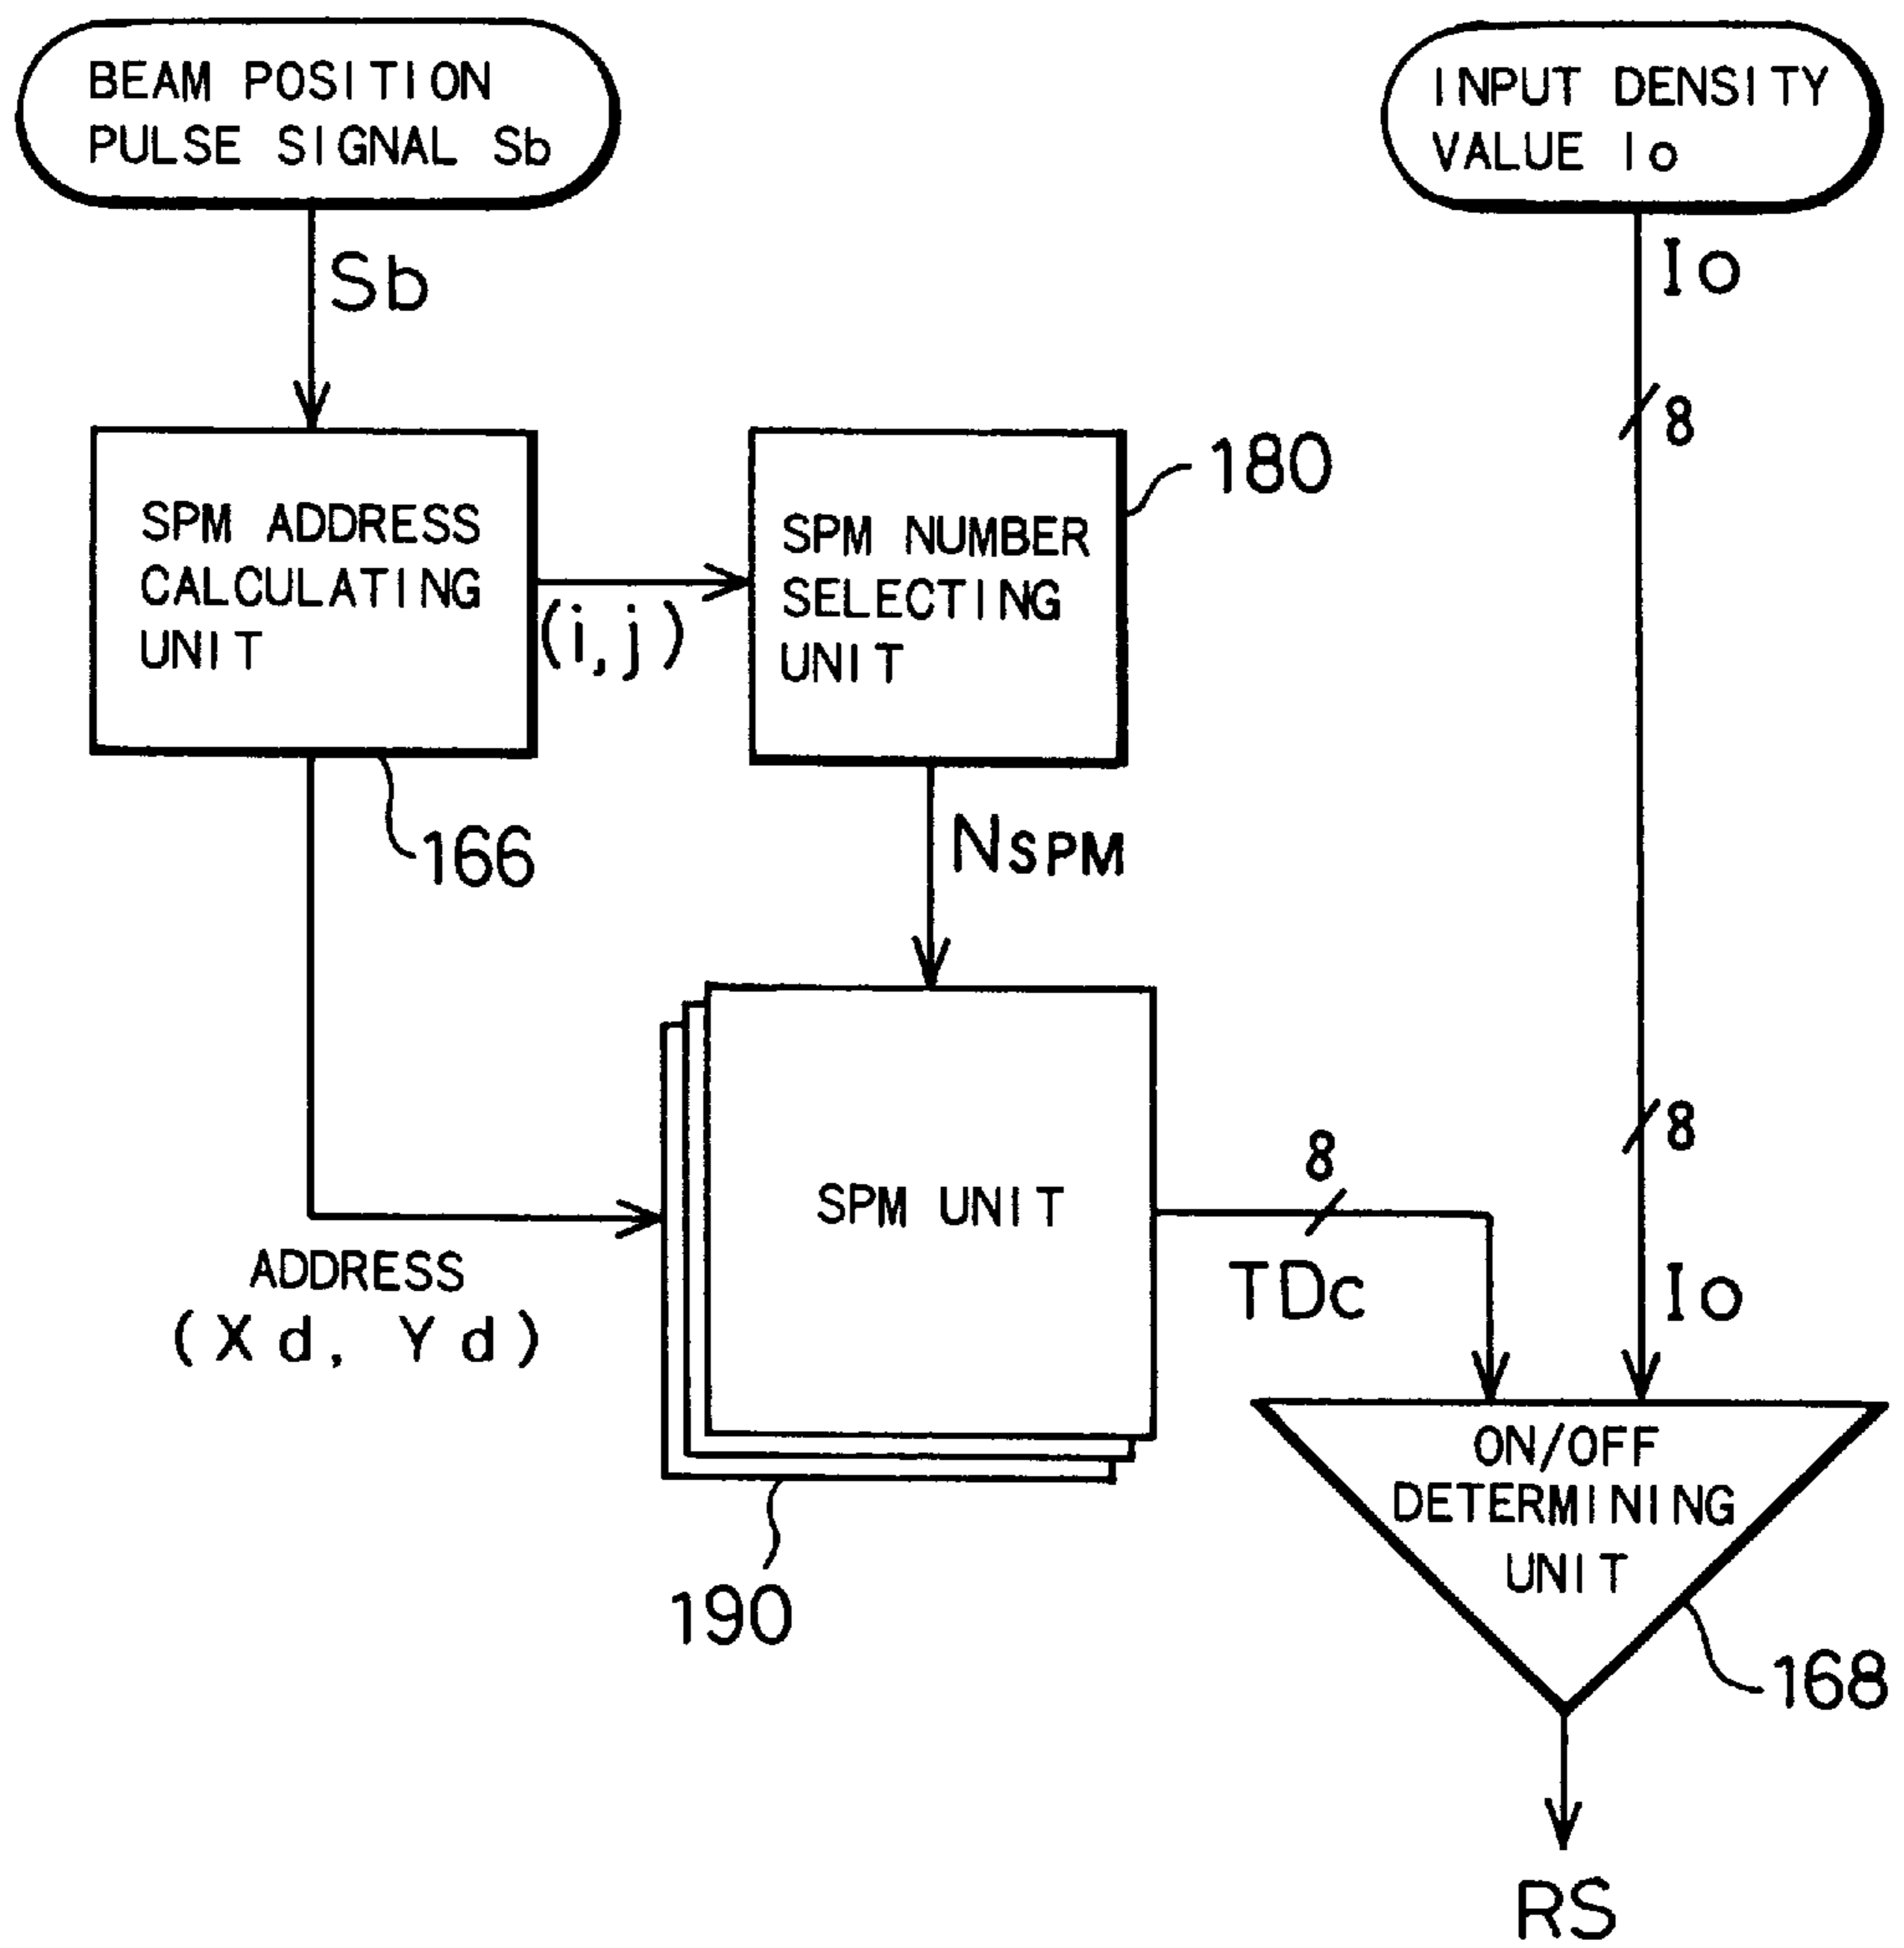 BEAM POSITION
PULSE SIGNAL Sb
INPUT DENSITY
VALUE Io
Sb
Io
8
SPM ADDRESS
CALCULATING
UNIT
(i,j)
SPM NUMBER
SELECTING
UNIT
180
166
NSPM
ADDRESS
(Xd, Yd)
SPM UNIT
190
8
TDc
8
Io
ON/OFF
DETERMINING
UNIT
168
RS